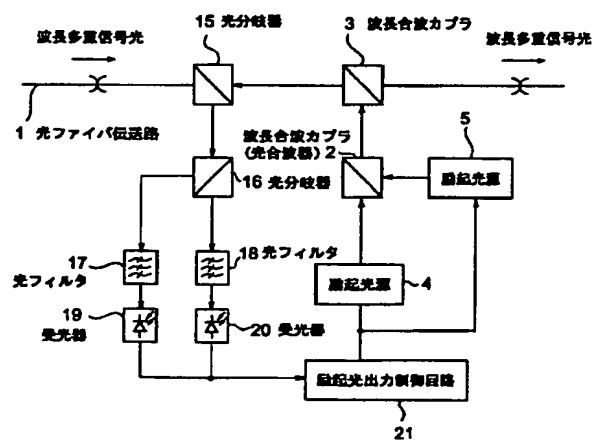 15 光分岐器
3 波長合波カプラ
波長多重信号光
波長多重信号光
1 光ファイバ伝送路
波長合波カプラ
(光合波器) 2
5
励起光源
16 光分岐器
17
光フィルタ
18 光フィルタ
励起光源
4
19
受光器
20 受光器
励起光出力制御回路
21